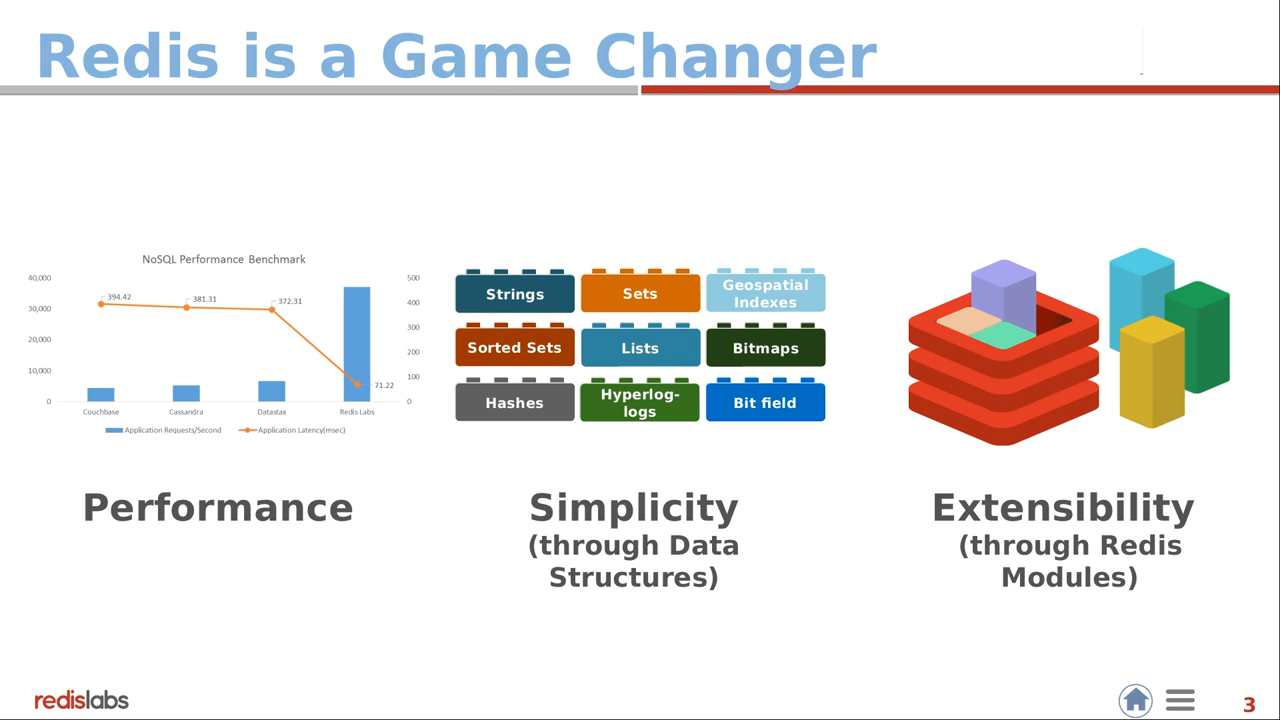 Redis is a Game Changer
NoSQL Performance Benchmark
40,000
30,000
20,000
10,000
0
500
400
300
200
100
0
394.42
381.31
372.31
71.22
Couchbase
Cassandra
Datastax
Redis Labs
Application Requests/Second
Application Latency(msec)
Strings
Sets
Geospatial
Indexes
Sorted Sets
Lists
Bitmaps
Hashes
Hyperlog-
logs
Bit field
Performance
Simplicity
(through Data
Structures)
Extensibility
(through Redis
Modules)
redislabs
3